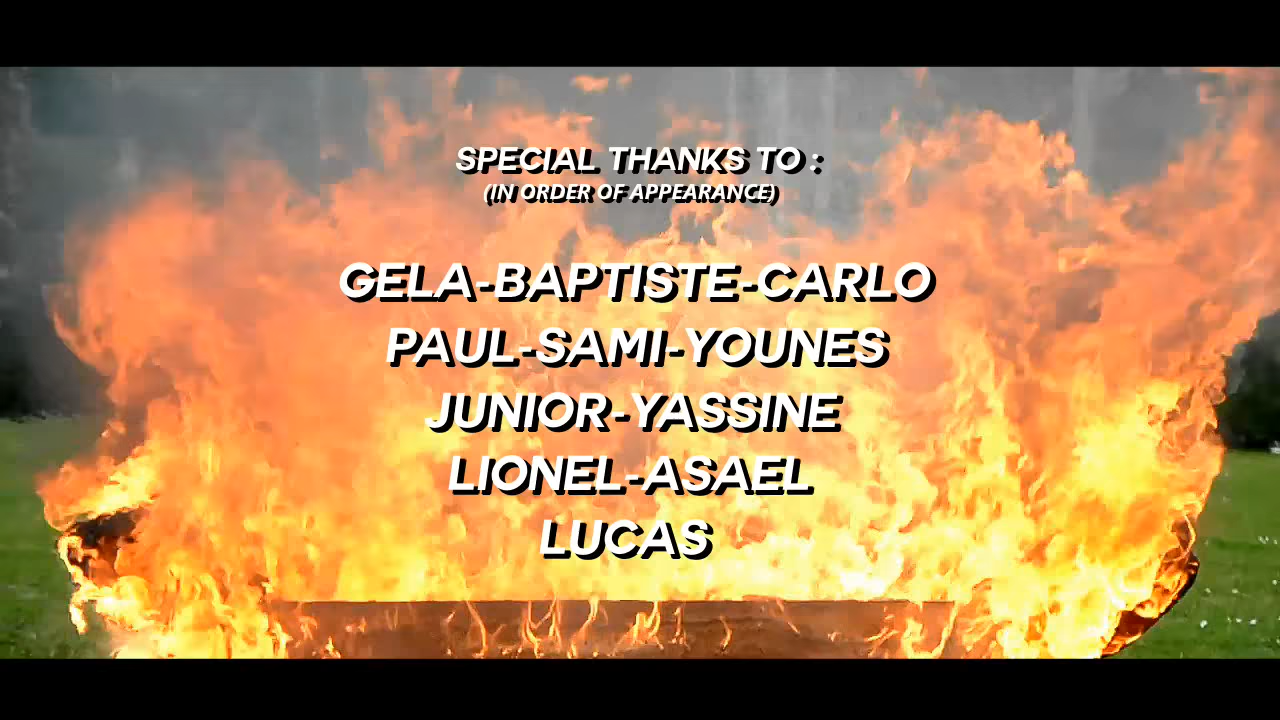 SPECIAL THANKS TO :
(IN ORDER OF APPEARANCE)
GELA-BAPTISTE-CARLO
PAUL-SAMI-YOUNES
JUNIOR-YASSINE
LIONEL-ASAEL
LUCAS